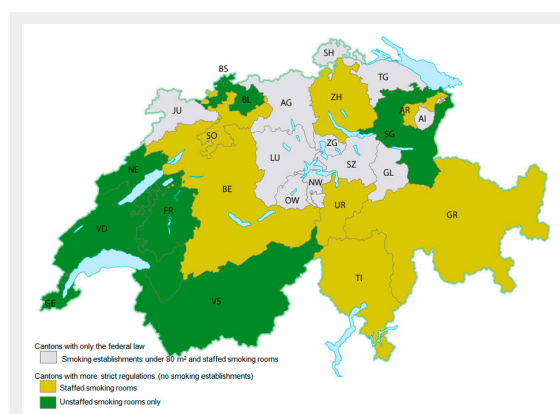 SH
BS
TG
BL
ZH
AG
JU
AR
AI
SO
SG
ZG
LU
SZ
NE
GL
NW
BE
OW
UR
FR
GR
VD
TI
GE
VS
Cantons with only the federal law
Smoking establishments under 80 m² and staffed smoking rooms
Cantons with more strict regulations (no smoking establishments)
Staffed smoking rooms
Unstaffed smoking rooms only